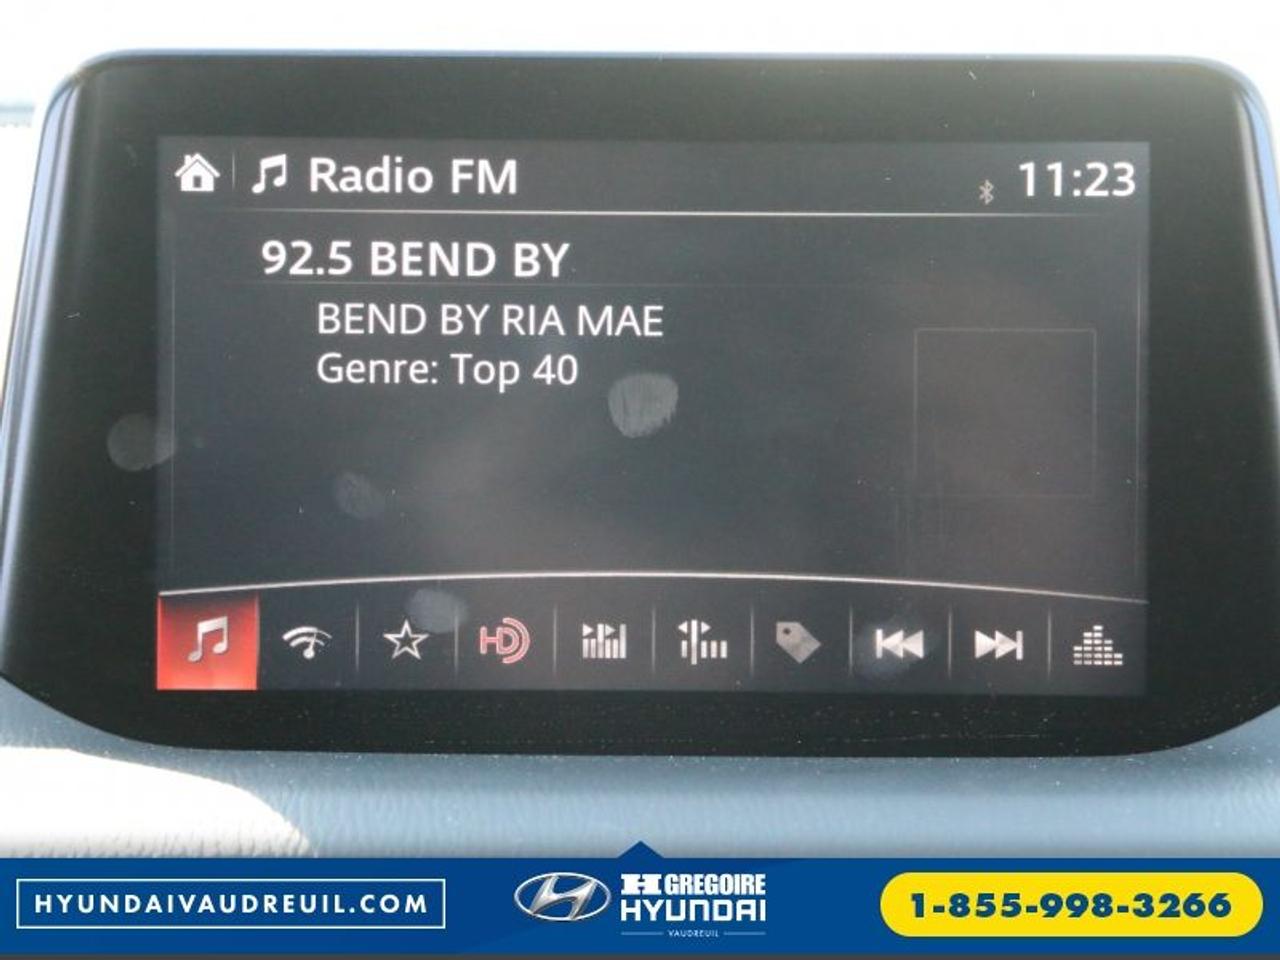 Radio FM
11:23
92.5 BEND BY
BEND BY RIA MAE
Genre: Top 40
HD
HYUNDAIVAUDREUIL.COM
H GREGOIRE
HYUNDAI
VAUDREUIL
1-855-998-3266